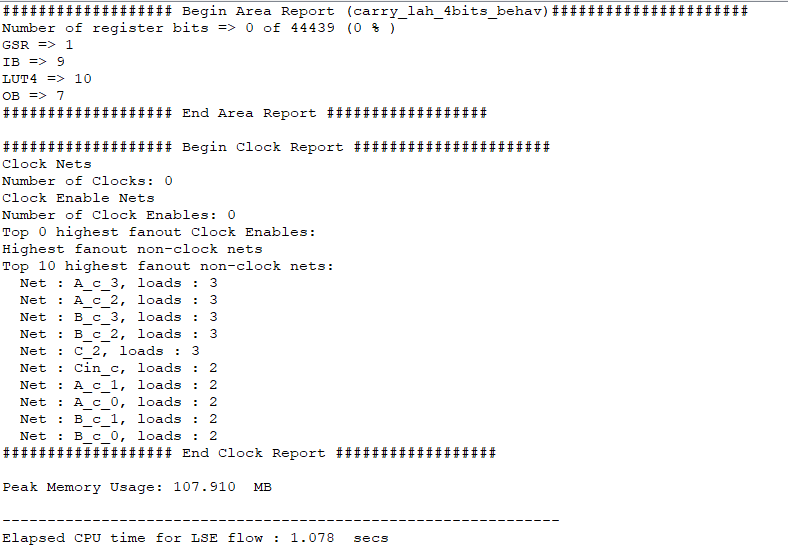 ################### Begin Area Report (carry_lah_4bits_behav)######################
Number of register bits => 0 of 44439 (0 % )
GSR => 1
IB => 9
LUT4 => 10
OB => 7
################### End Area Report ##################
################### Begin Clock Report ######################
Clock Nets
Number of Clocks: 0
Clock Enable Nets
Number of Clock Enables: 0
Top 0 highest fanout Clock Enables:
Highest fanout non-clock nets
Top 10 highest fanout non-clock nets:
  Net : A_c_3, loads : 3
  Net : A_c_2, loads : 3
  Net : B_c_3, loads : 3
  Net : B_c_2, loads : 3
  Net : C_2, loads : 3
  Net : Cin_c, loads : 2
  Net : A_c_1, loads : 2
  Net : A_c_0, loads : 2
  Net : B_c_1, loads : 2
  Net : B_c_0, loads : 2
################### End Clock Report ##################
Peak Memory Usage: 107.910  MB
--------------------------------------------------------------
Elapsed CPU time for LSE flow : 1.078  secs